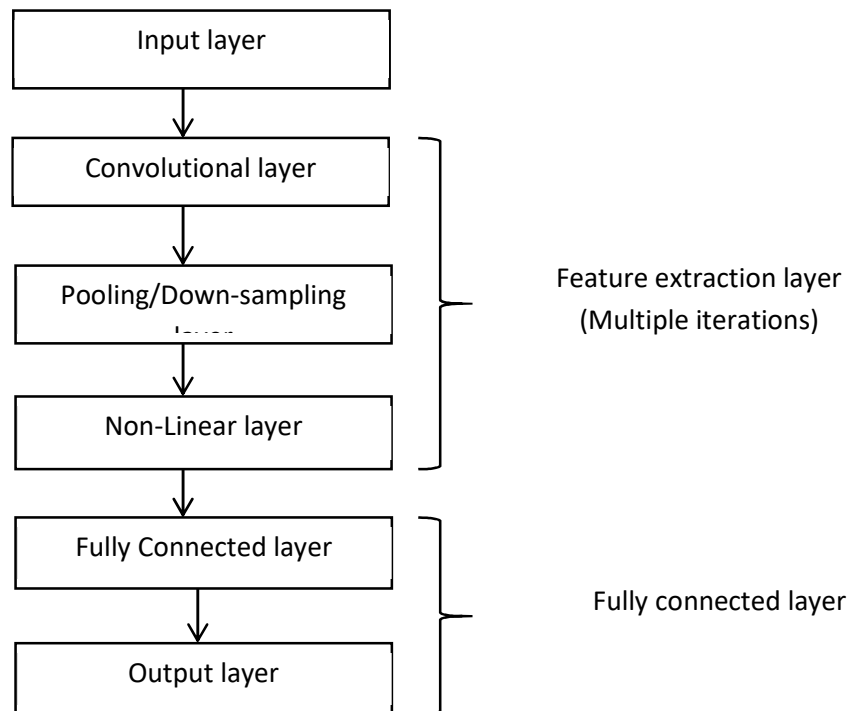 Input layer
Convolutional layer
Pooling/Down-sampling
Non-Linear layer
Fully Connected layer
Output layer
Feature extraction layer
(Multiple iterations)
Fully connected layer